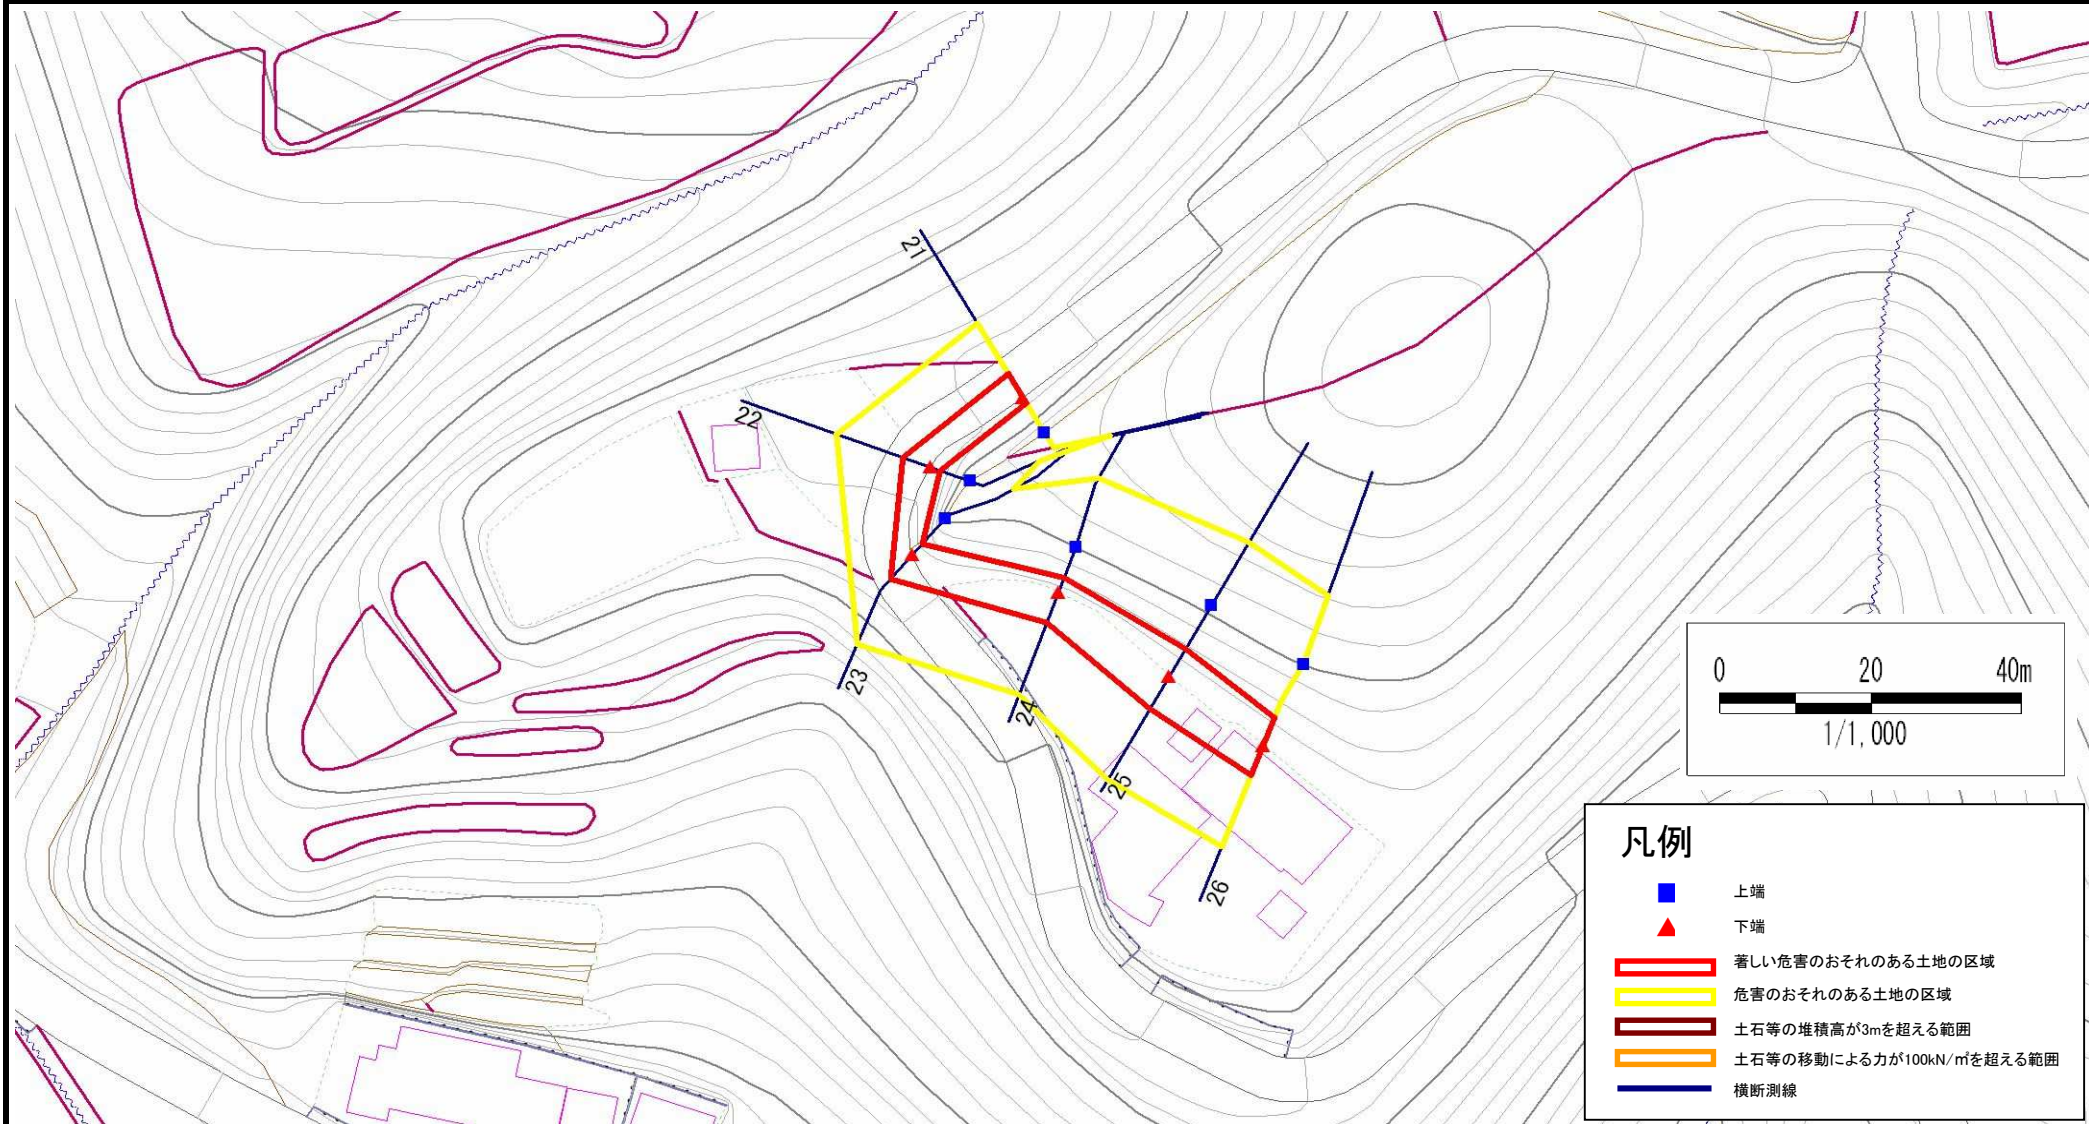 21
22
23
24
25
26
0 20 40m
1/1,000
凡例
上端
下端
著しい危害のおそれのある土地の区域
危害のおそれのある土地の区域
土石等の堆積高が3mを超える範囲
土石等の移動による力が100kN/㎡を超える範囲
横断測線